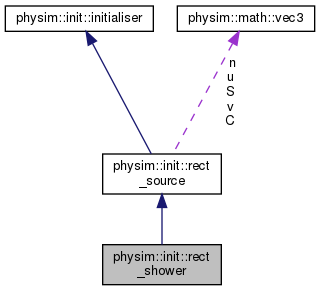 physim::init::initialiser
physim::math::vec3
n
u
S
v
C
physim::init::rect
_source
physim::init::rect
_shower